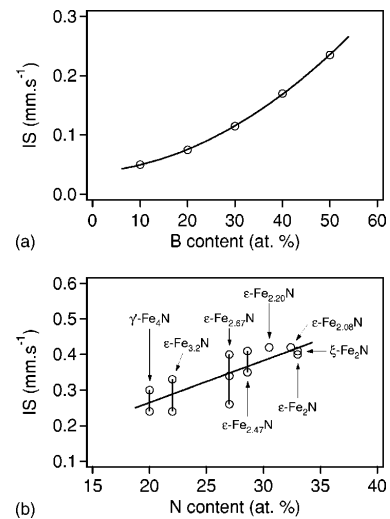 0.3
0.2
0.1
0.0
IS (mm.s⁻¹)
0 10 20 30 40 50 60
(a)
B content (at. %)
0.6
0.5
0.4
0.3
0.2
0.1
IS (mm.s⁻¹)
ε-Fe₂.₂₀N
ε-Fe₂.₆₇N
γ'-Fe₄N
ε-Fe₃.₂N
ε-Fe₂.₀₈N
ξ-Fe₂N
ε-Fe₂N
ε-Fe₂.₄₇N
15 20 25 30 35 40
(b)
N content (at. %)